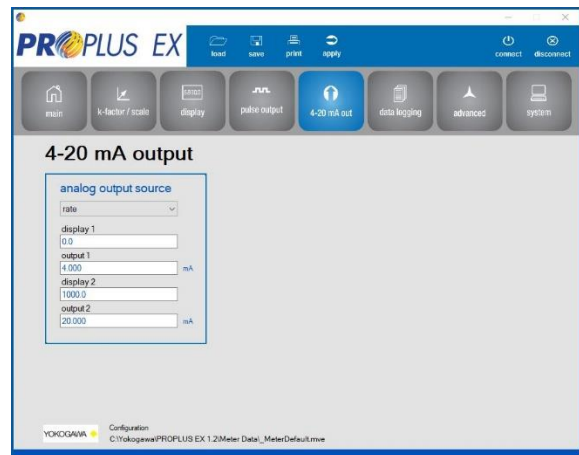 PROPLUS EX
load save print apply connect disconnect
main k-factor / scale display pulse output 4-20 mA out data logging advanced system
4-20 mA output
analog output source
rate
display 1
0.0
output 1
4.000 mA
display 2
1000.0
output 2
20.000 mA
YOKOGAWA
Configuration
C:\Yokogawa\PROPLUS EX 1.2\Meter Data\_MeterDefault.mve